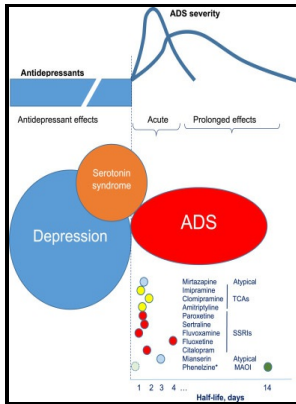 ADS severity
Antidepressants
Antidepressant effects
Acute
Prolonged effects
Serotonin
syndrome
Depression
ADS
Mirtazapine Atypical
Imipramine
Clomipramine TCAs
Amitriptyline
Paroxetine
Sertraline
Fluvoxamine SSRIs
Fluoxetine
Citalopram
Mianserin Atypical
Phenelzine* MAOI
1 2 3 4 ... 14
Half-life, days